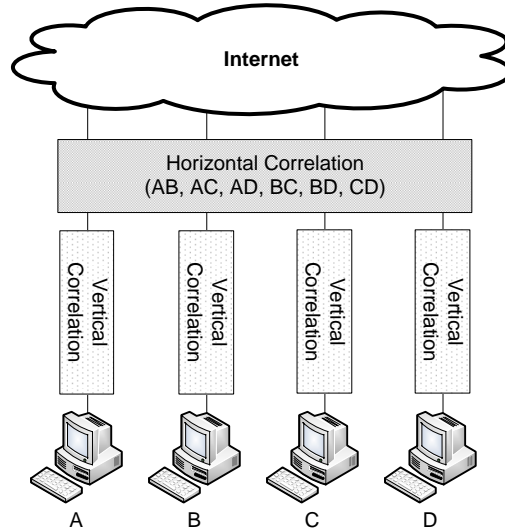 Internet
Horizontal Correlation
(AB, AC, AD, BC, BD, CD)
Vertical
Correlation
Vertical
Correlation
Vertical
Correlation
Vertical
Correlation
A
B
C
D